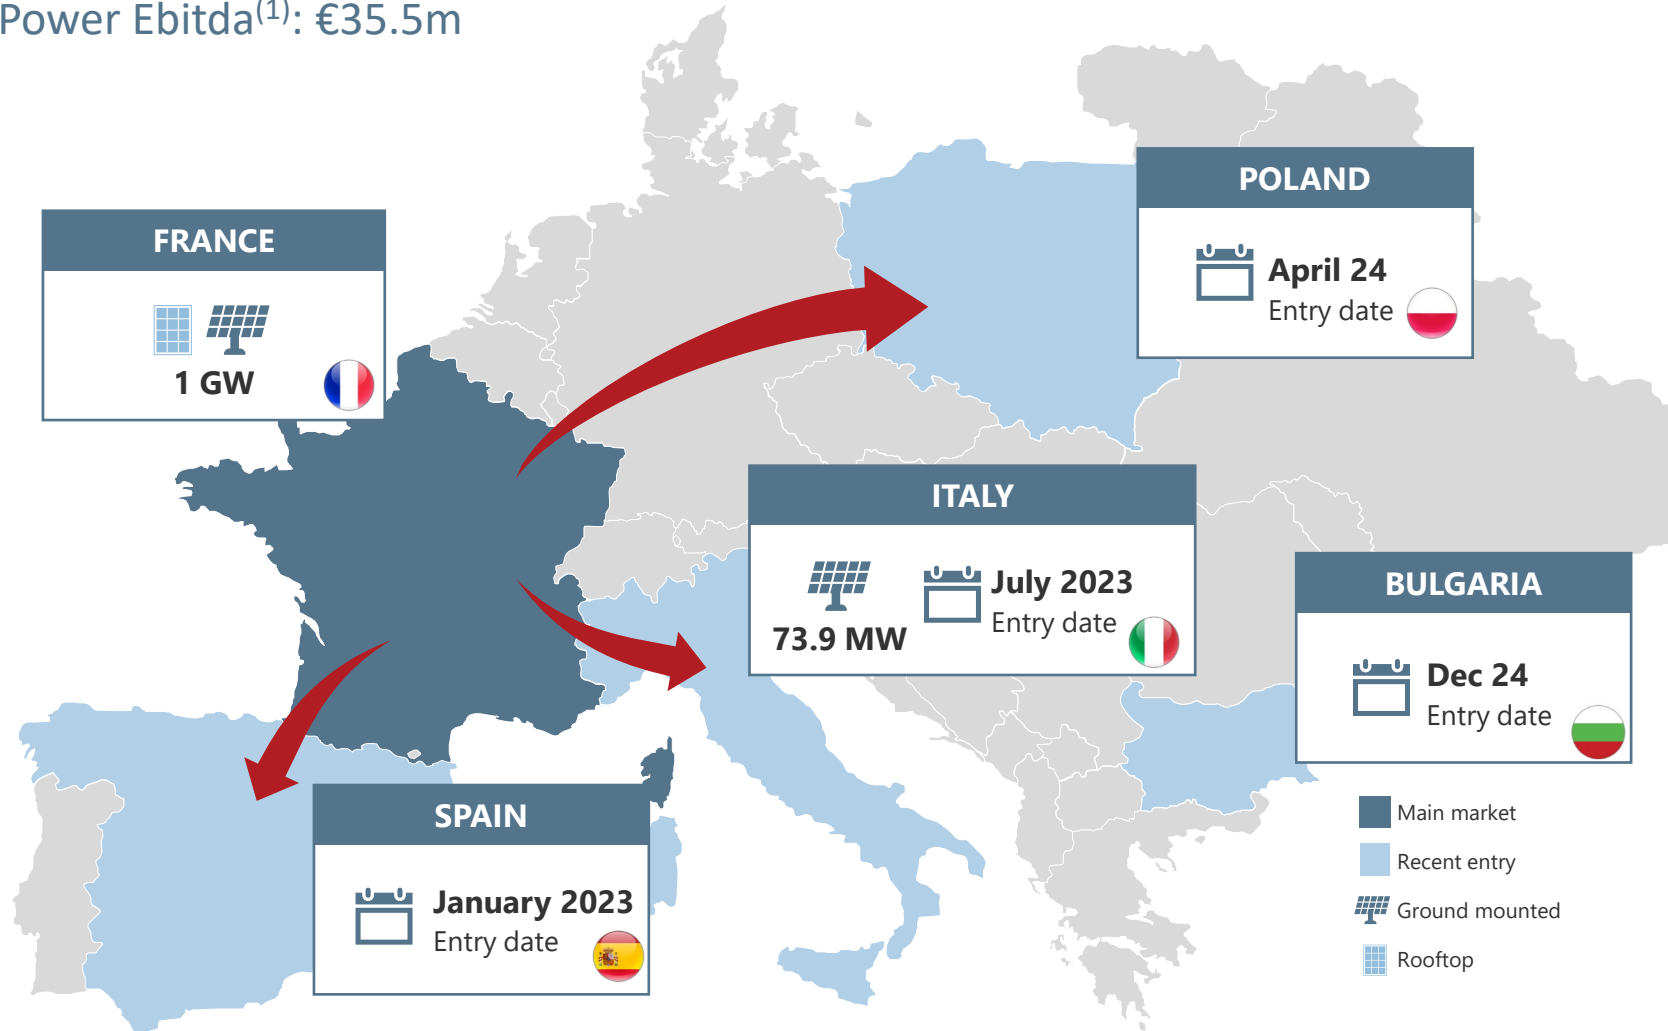 Power Ebitda(1): €35.5m
POLAND
April 24
Entry date
FRANCE
1 GW
ITALY
July 2023
Entry date
73.9 MW
BULGARIA
Dec 24
Entry date
SPAIN
January 2023
Entry date
Main market
Recent entry
Ground mounted
Rooftop